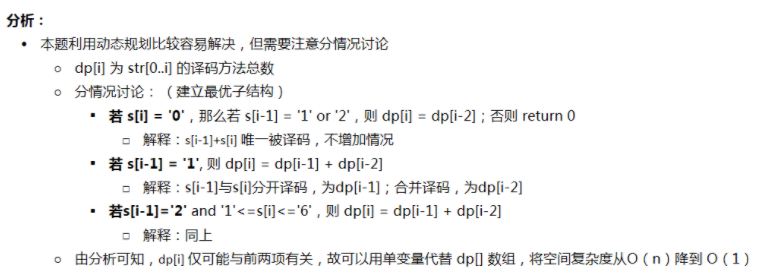 分析：
• 本题利用动态规划比较容易解决，但需要注意分情况讨论
○ dp[i] 为 str[0..i] 的译码方法总数
○ 分情况讨论：（建立最优子结构）
▪ 若 s[i] = '0'，那么若 s[i-1] = '1' or '2'，则 dp[i] = dp[i-2]；否则 return 0
□ 解释：s[i-1]+s[i] 唯一被译码，不增加情况
▪ 若 s[i-1] = '1', 则 dp[i] = dp[i-1] + dp[i-2]
□ 解释：s[i-1]与s[i]分开译码，为dp[i-1]；合并译码，为dp[i-2]
▪ 若s[i-1]='2' and '1'<=s[i]<='6'，则 dp[i] = dp[i-1] + dp[i-2]
□ 解释：同上
○ 由分析可知，dp[i] 仅可能与前两项有关，故可以用单变量代替 dp[] 数组，将空间复杂度从O（n）降到 O（1）